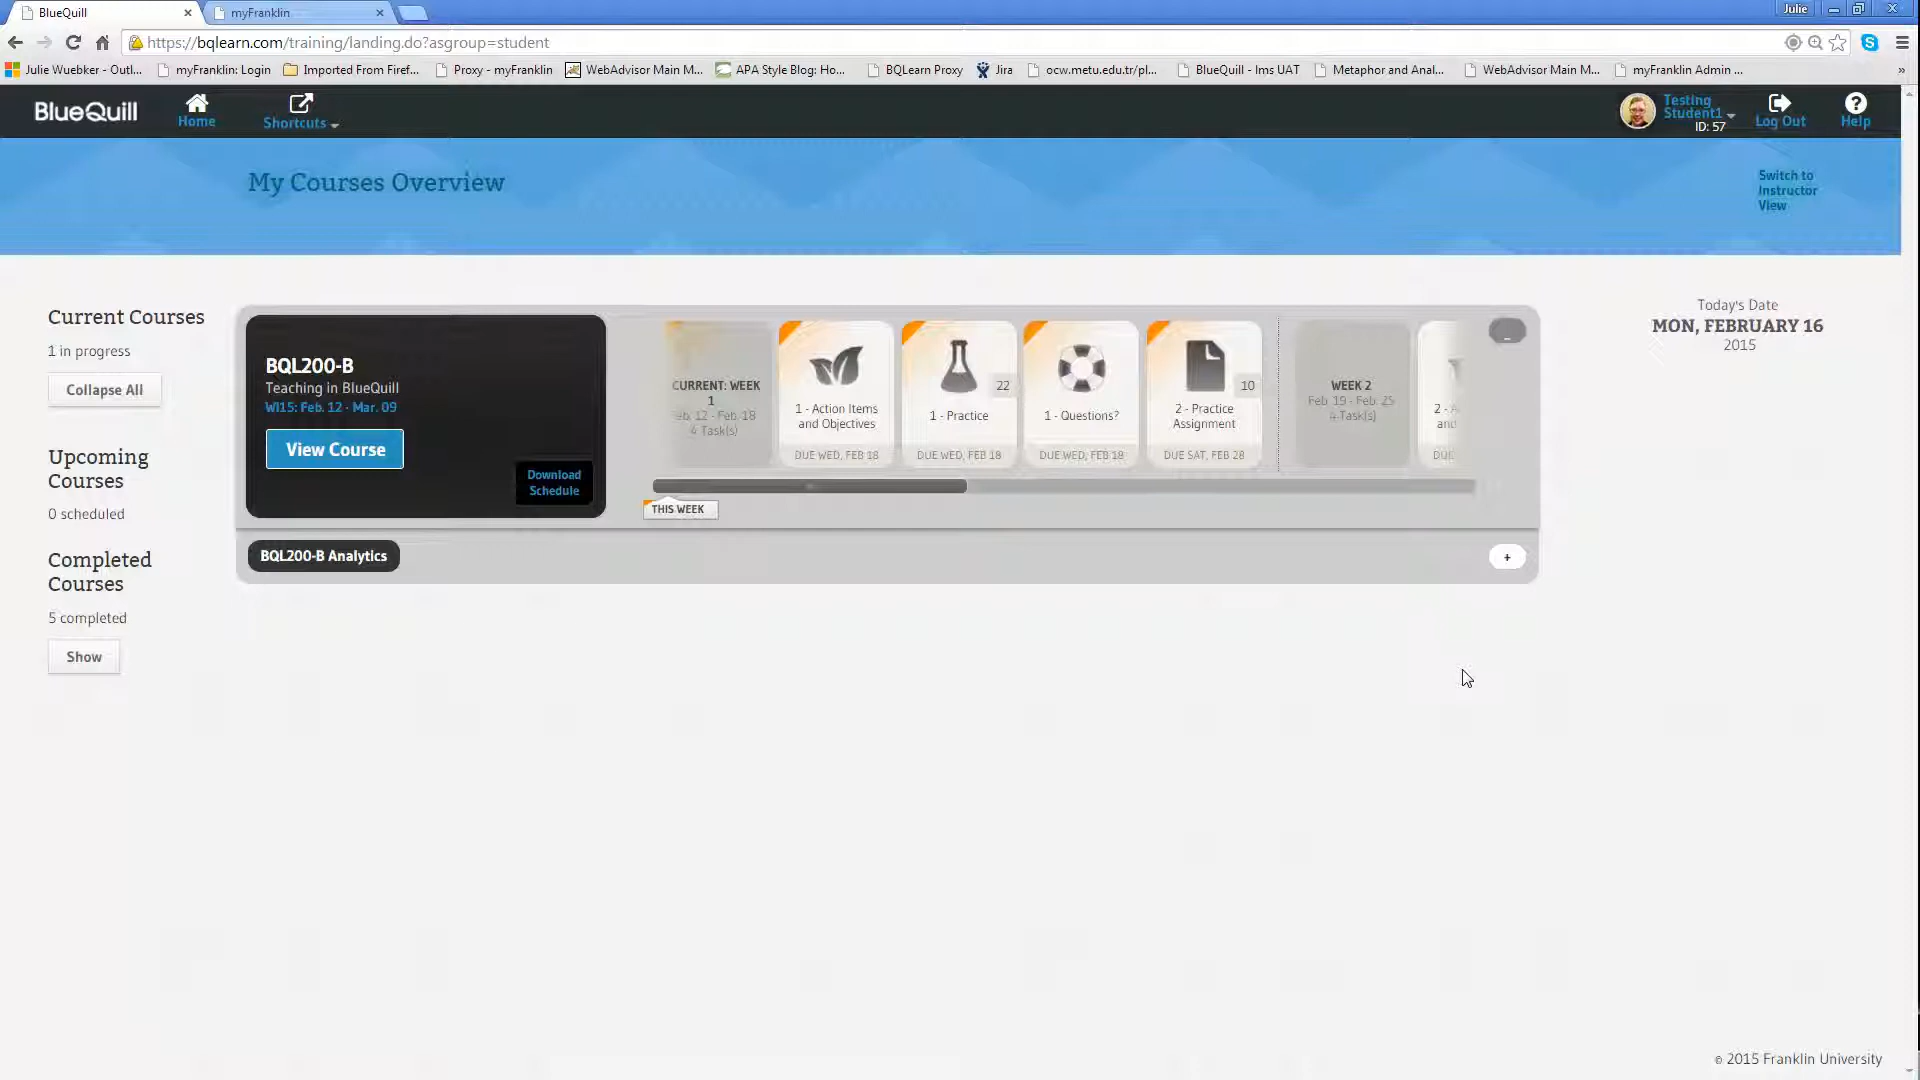 BlueQuill
myFranklin
Julie
https://bqlearn.com/training/landing.do?asgroup=student
Julie Wuebker - Outl...
myFranklin: Login
Imported From Firef...
Proxy - myFranklin
WebAdvisor Main M...
APA Style Blog: Ho...
BQLearn Proxy
Jira
ocw.metu.edu.tr/pl...
BlueQuill - lms UAT
Metaphor and Anal...
WebAdvisor Main M...
myFranklin Admin ...
»
BlueQuill
Home
Shortcuts
Testing
Student1
ID: 57
Log Out
Help
My Courses Overview
Switch to
Instructor
View
Current Courses
1 in progress
Collapse All
Upcoming
Courses
0 scheduled
Completed
Courses
5 completed
Show
BQL200-B
Teaching in BlueQuill
WI15: Feb. 12 - Mar. 09
View Course
Download
Schedule
CURRENT: WEEK
1
eb. 12 - Feb. 18
4 Task(s)
1 - Action Items
and Objectives
DUE WED, FEB 18
22
1 - Practice
DUE WED, FEB 18
1 - Questions?
DUE WED, FEB 18
10
2 - Practice
Assignment
DUE SAT, FEB 28
WEEK 2
Feb. 19 - Feb. 25
4 Task(s)
2 - A
and
THIS WEEK
BQL200-B Analytics
+
Today's Date
MON, FEBRUARY 16
2015
© 2015 Franklin University